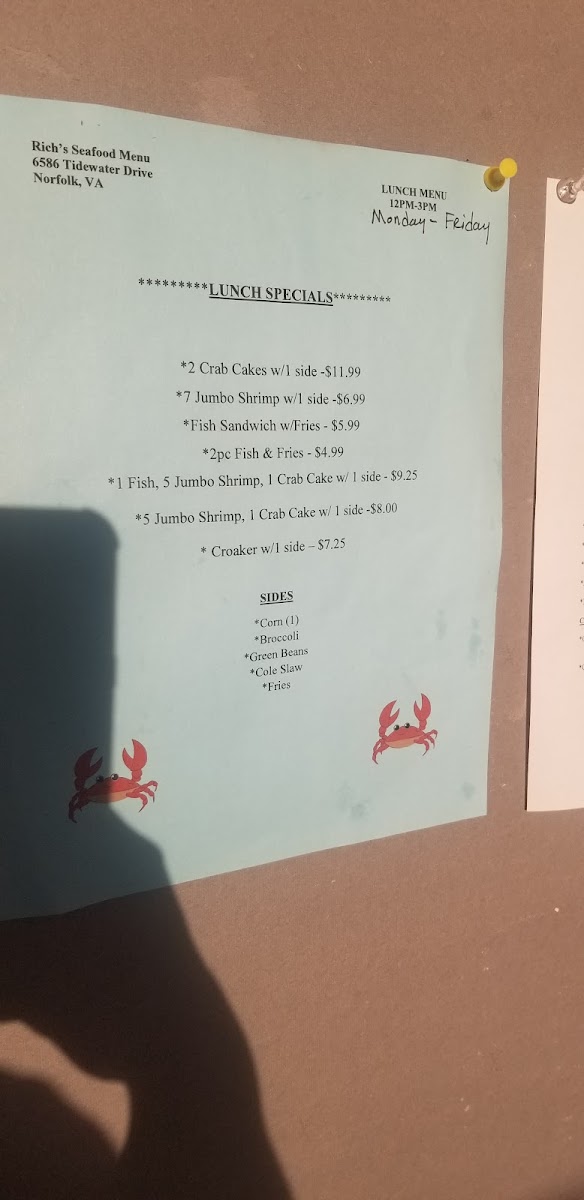 Rich's Seafood Menu
6586 Tidewater Drive
Norfolk, VA
LUNCH MENU
12PM-3PM
Monday - Friday
*********LUNCH SPECIALS*********
*2 Crab Cakes w/1 side -$11.99
*7 Jumbo Shrimp w/1 side -$6.99
*Fish Sandwich w/Fries - $5.99
*2pc Fish & Fries - $4.99
*1 Fish, 5 Jumbo Shrimp, 1 Crab Cake w/ 1 side - $9.25
*5 Jumbo Shrimp, 1 Crab Cake w/ 1 side -$8.00
* Croaker w/1 side – $7.25
SIDES
*Corn (1)
*Broccoli
*Green Beans
*Cole Slaw
*Fries